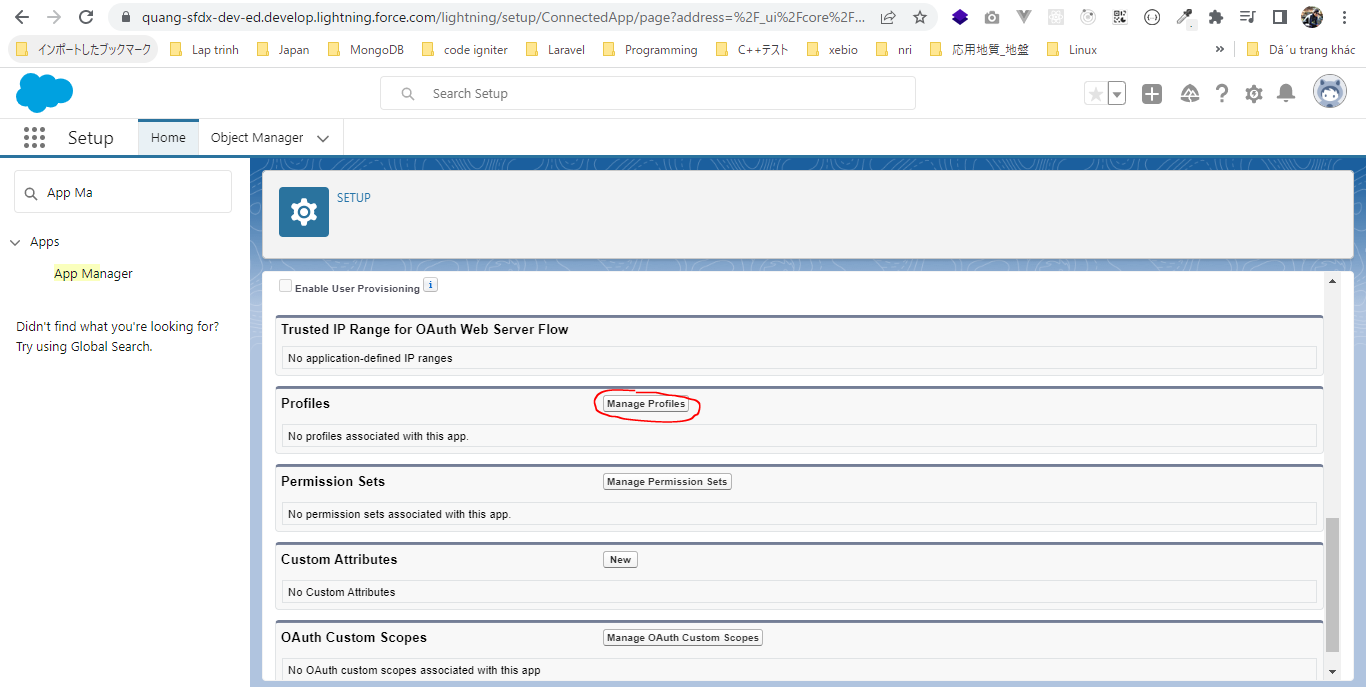 quang-sfdx-dev-ed.develop.lightning.force.com/lightning/setup/ConnectedApp/page?address=%2F_ui%2Fcore%2F...
インポートしたブックマーク Lap trinh Japan MongoDB code igniter Laravel Programming C++テスト xebio nri 応用地質_地盤 Linux » Dấu trang khác
Search Setup
Setup Home Object Manager
App Ma
SETUP
Apps
App Manager
Didn't find what you're looking for?
Try using Global Search.
Enable User Provisioning i
Trusted IP Range for OAuth Web Server Flow
No application-defined IP ranges
Profiles Manage Profiles
No profiles associated with this app.
Permission Sets Manage Permission Sets
No permission sets associated with this app.
Custom Attributes New
No Custom Attributes
OAuth Custom Scopes Manage OAuth Custom Scopes
No OAuth custom scopes associated with this app